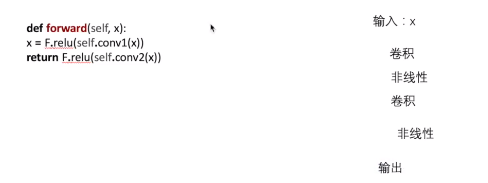 def forward(self, x):
x = F.relu(self.conv1(x))
return F.relu(self.conv2(x))
输入：x
卷积
非线性
卷积
非线性
输出